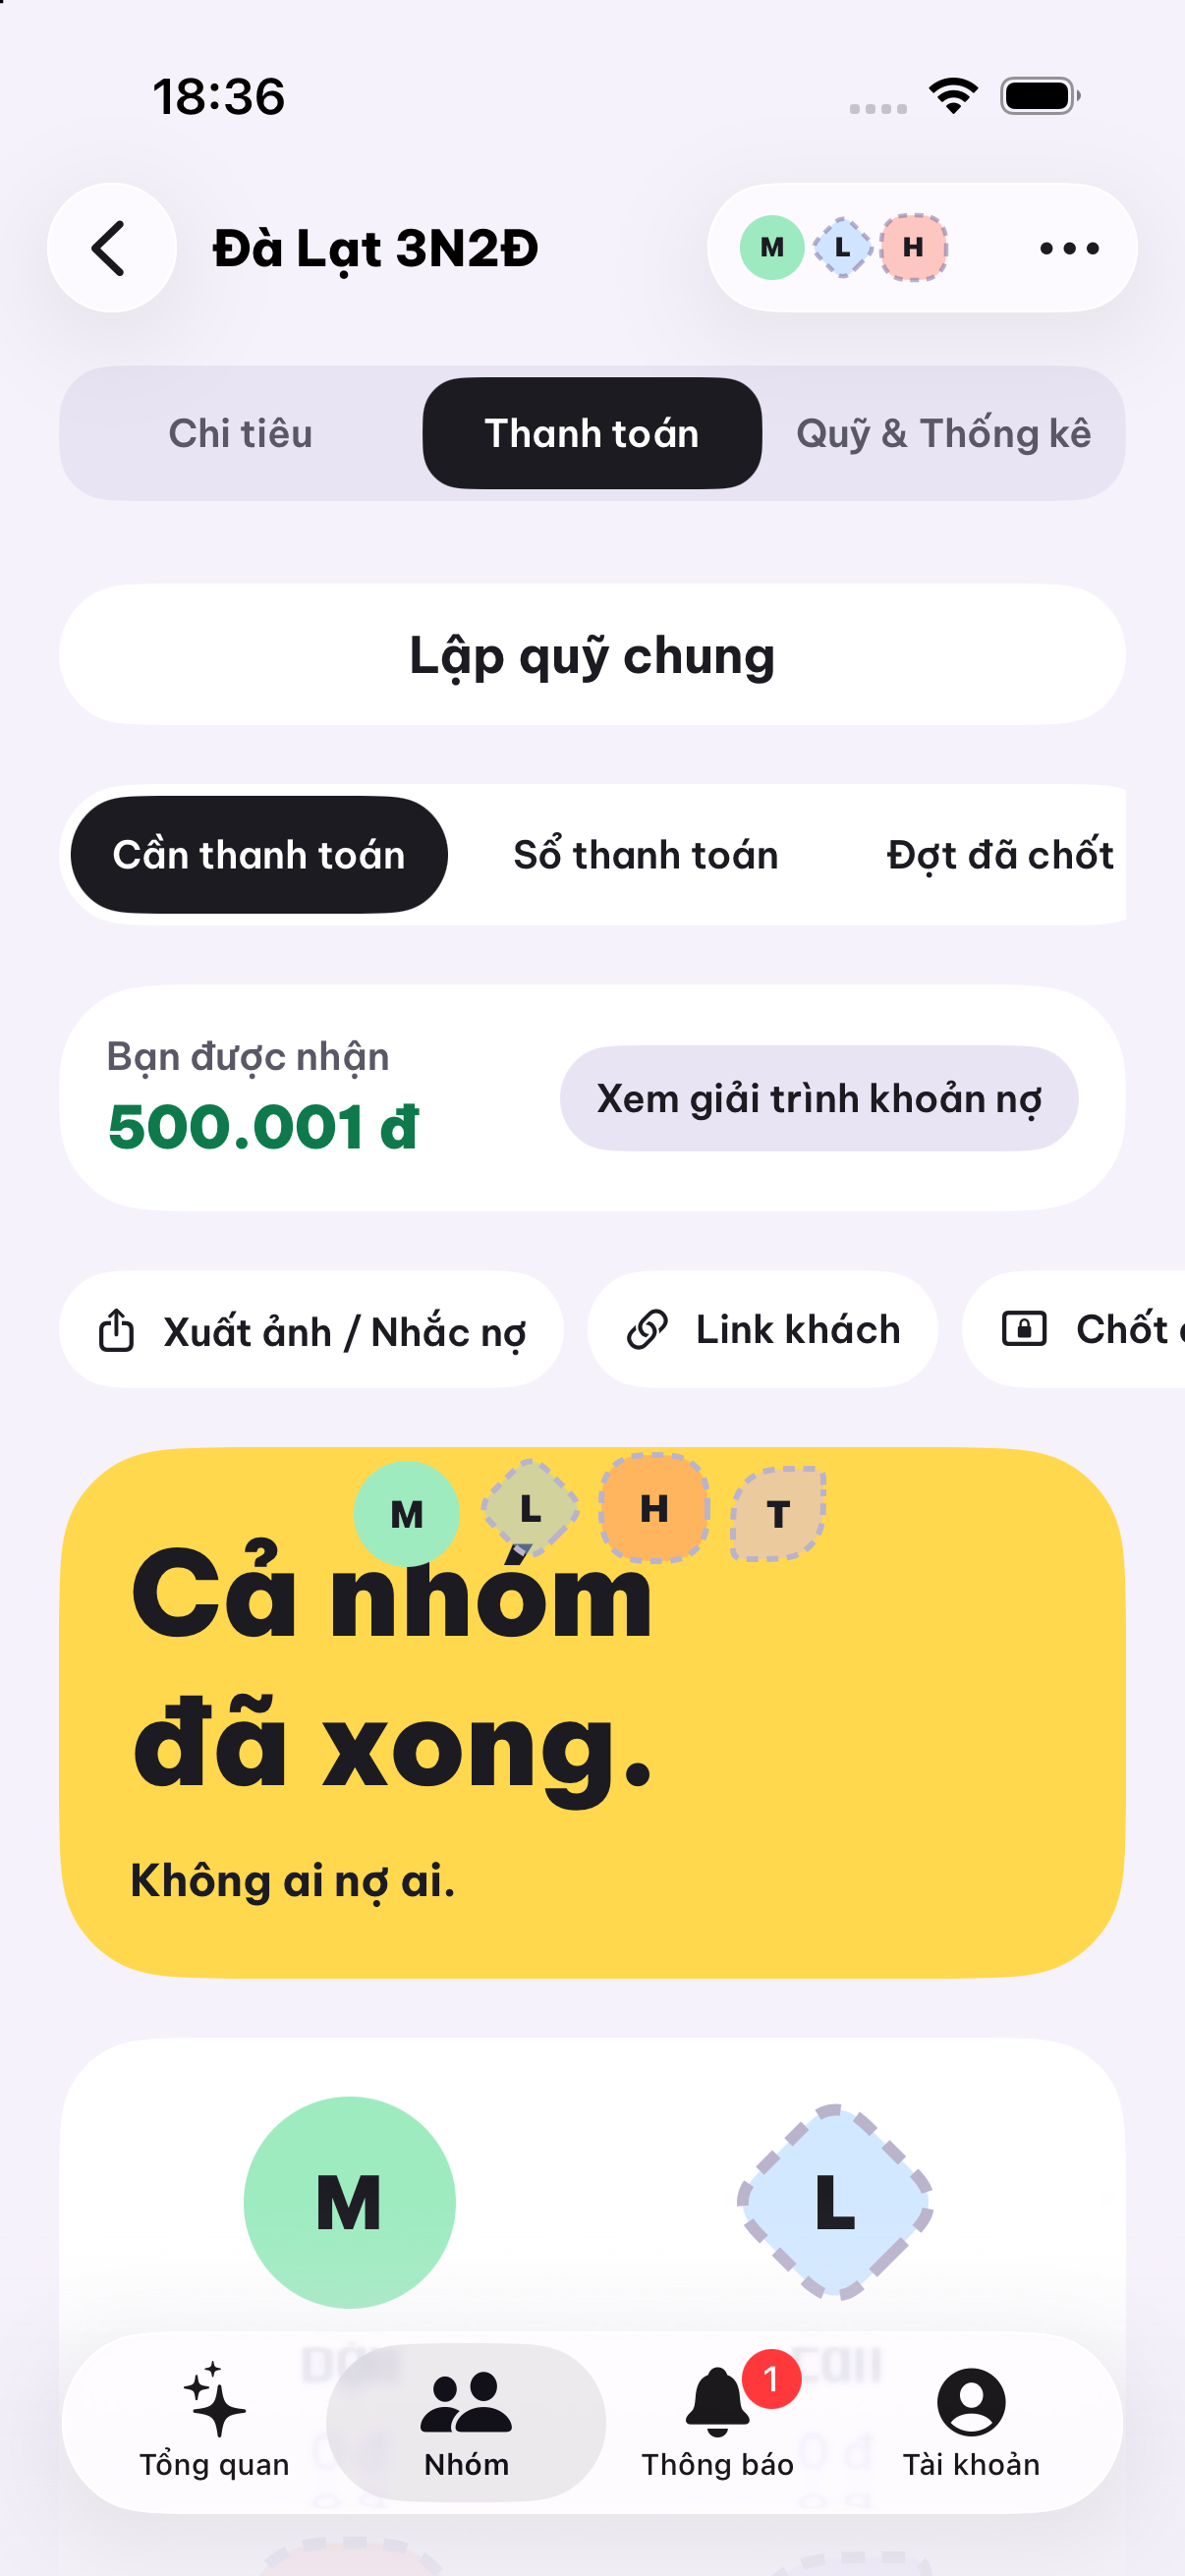 18:36
Đà Lạt 3N2Đ
M L H
Chi tiêu
Thanh toán
Quỹ & Thống kê
Lập quỹ chung
Cần thanh toán
Sổ thanh toán
Đợt đã chốt
Bạn được nhận
500.001 đ
Xem giải trình khoản nợ
Xuất ảnh / Nhắc nợ
Link khách
Chốt
M L H T
Cả nhóm
đã xong.
Không ai nợ ai.
M
L
Tổng quan
Nhóm
1
Thông báo
Tài khoản